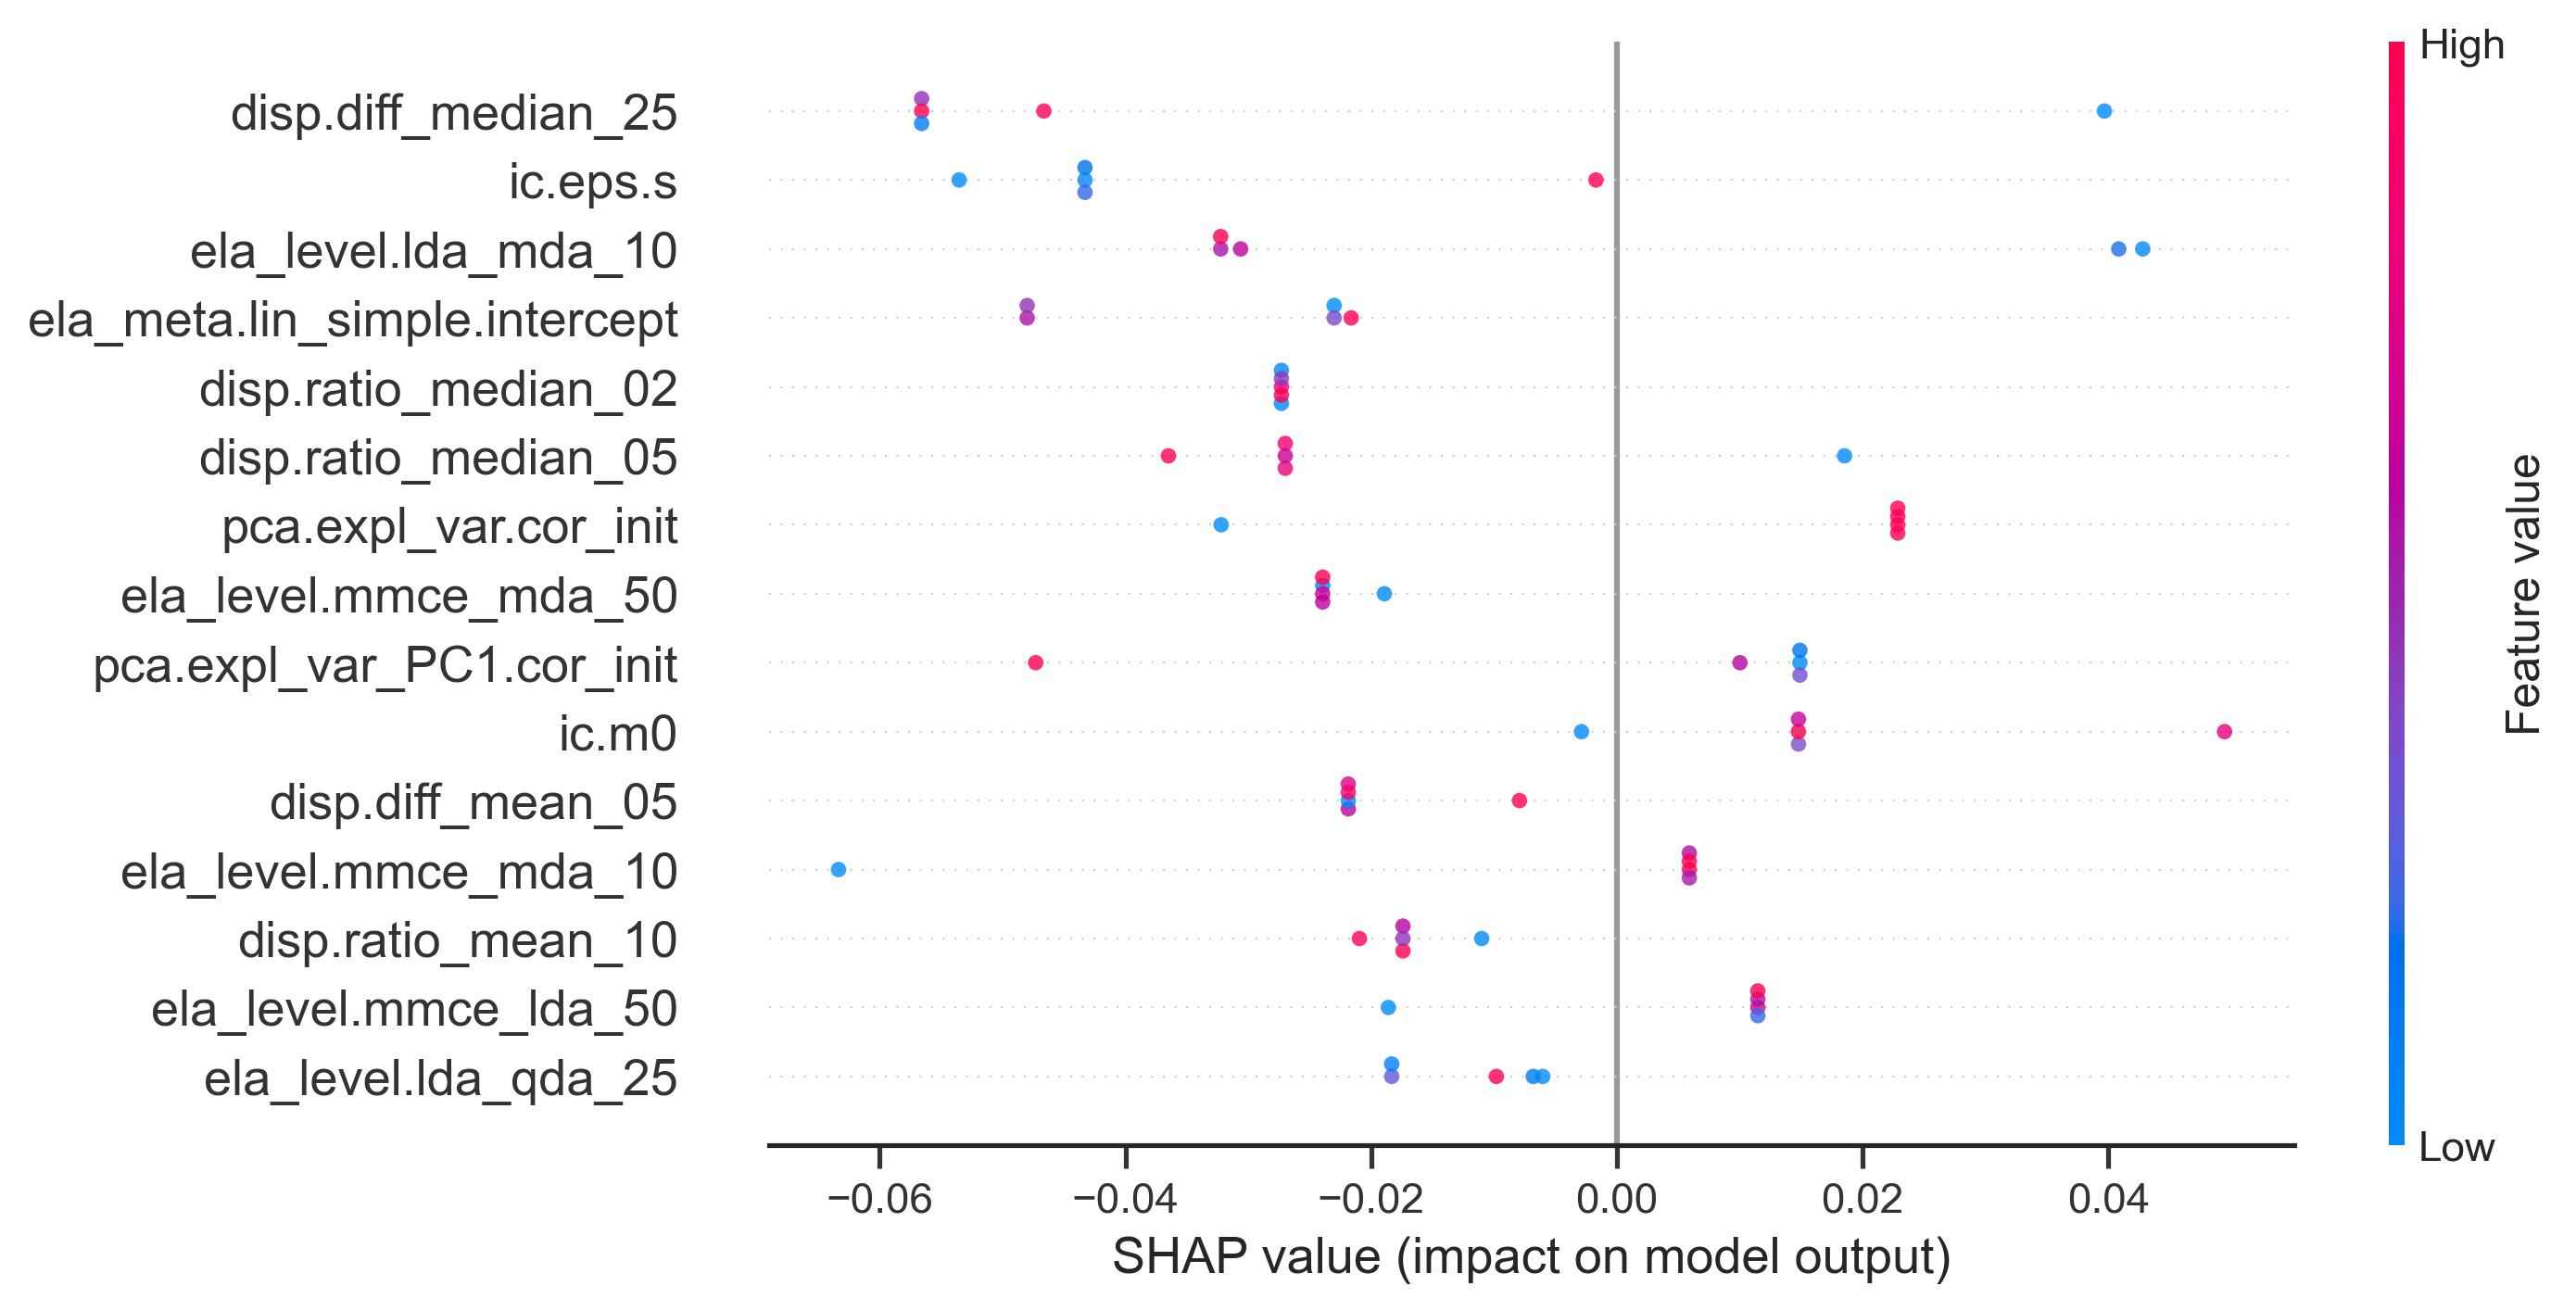 High
disp.diff_median_25
ic.eps.s
ela_level.lda_mda_10
ela_meta.lin_simple.intercept
disp.ratio_median_02
disp.ratio_median_05
pca.expl_var.cor_init
ela_level.mmce_mda_50
pca.expl_var_PC1.cor_init
ic.m0
disp.diff_mean_05
ela_level.mmce_mda_10
disp.ratio_mean_10
ela_level.mmce_lda_50
ela_level.lda_qda_25
Feature value
Low
−0.06 −0.04 −0.02 0.00 0.02 0.04
SHAP value (impact on model output)